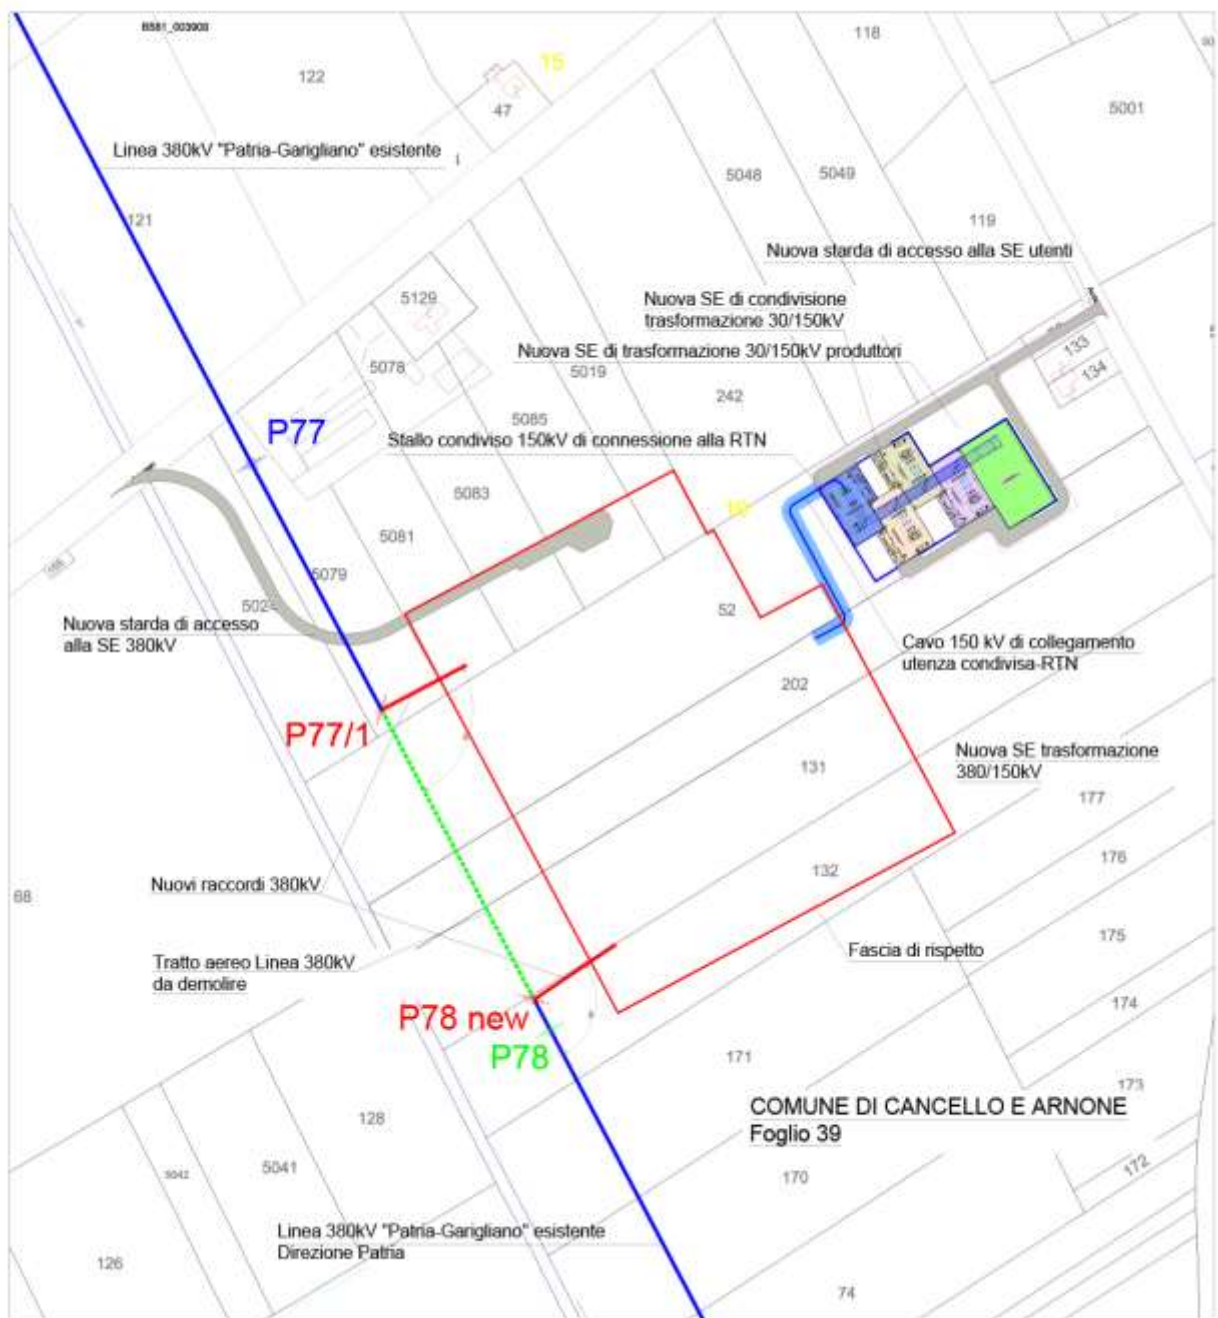 B581_003900
118
15
122
47
5001
Linea 380kV "Patria-Garigliano" esistente
5048
5049
121
119
Nuova starda di accesso alla SE utenti
5129
Nuova SE di condivisione
trasformazione 30/150kV
133
Nuova SE di trasformazione 30/150kV produttori
5078
5019
134
242
P77
5085
Stallo condiviso 150kV di connessione alla RTN
5083
5081
5079
5024
52
Nuova starda di accesso
alla SE 380kV
Cavo 150 kV di collegamento
utenza condivisa-RTN
202
P77/1
Nuova SE trasformazione
380/150kV
131
177
176
132
Nuovi raccordi 380kV
68
175
Fascia di rispetto
Tratto aereo Linea 380kV
da demolire
174
P78 new
P78
171
173
COMUNE DI CANCELLO E ARNONE
Foglio 39
128
5041
5042
172
170
Linea 380kV "Patria-Garigliano" esistente
Direzione Patria
126
74